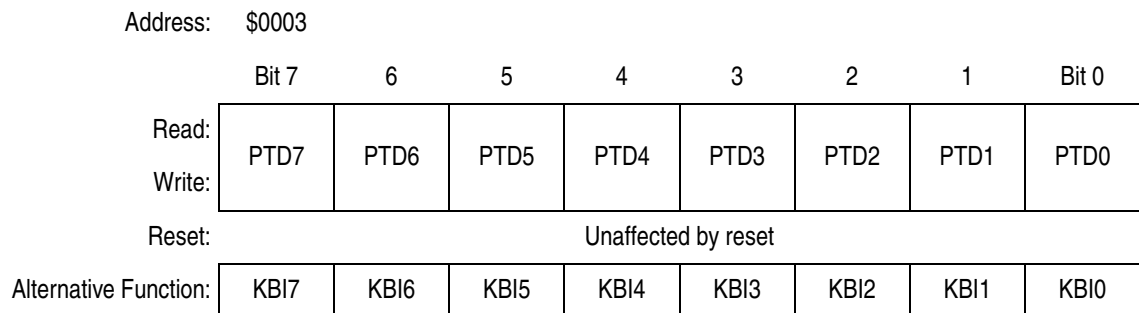 Address: $0003
Bit 7 6 5 4 3 2 1 Bit 0
Read:
PTD7 PTD6 PTD5 PTD4 PTD3 PTD2 PTD1 PTD0
Write:
Reset: Unaffected by reset
Alternative Function: KBI7 KBI6 KBI5 KBI4 KBI3 KBI2 KBI1 KBI0